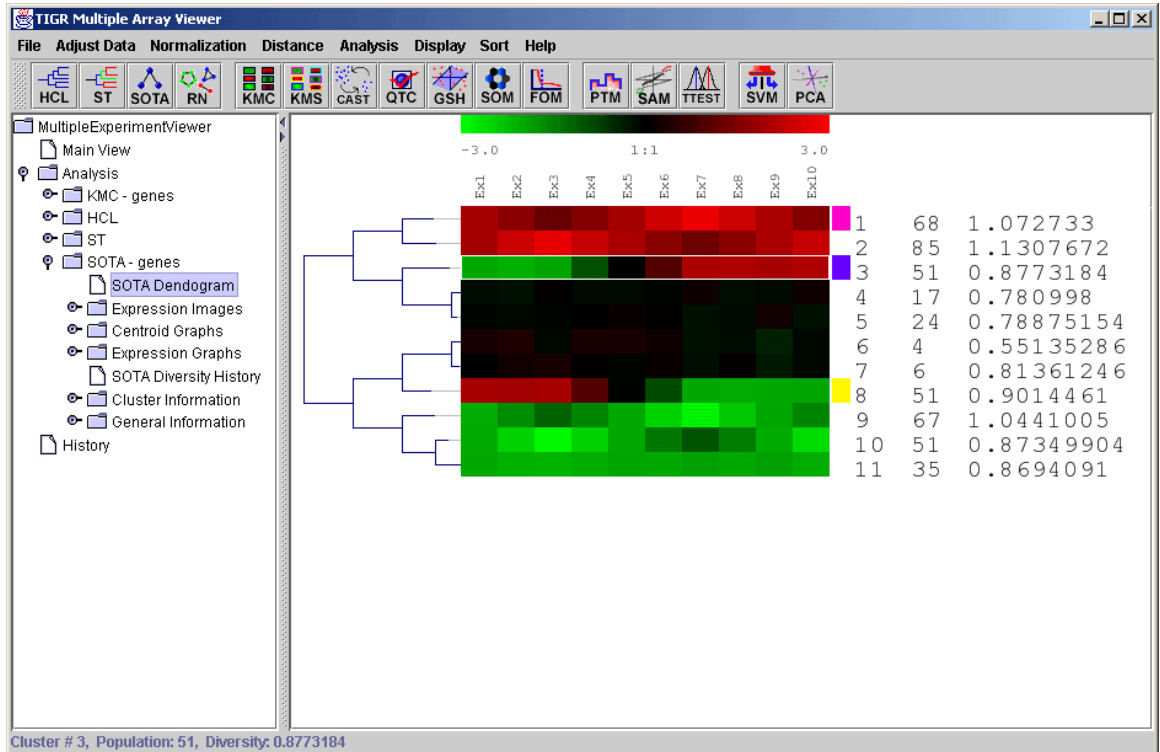 TIGR Multiple Array Viewer
File Adjust Data Normalization Distance Analysis Display Sort Help
HCL ST SOTA RN KMC KMS CAST QTC GSH SOM FOM PTM SAM TTEST SVM PCA
MultipleExperimentViewer
Main View
Analysis
KMC - genes
HCL
ST
SOTA - genes
SOTA Dendogram
Expression Images
Centroid Graphs
Expression Graphs
SOTA Diversity History
Cluster Information
General Information
History
-3.0 1:1 3.0
Ex1 Ex2 Ex3 Ex4 Ex5 Ex6 Ex7 Ex8 Ex9 Ex10
1 68 1.072733
2 85 1.1307672
3 51 0.8773184
4 17 0.780998
5 24 0.78875154
6 4 0.55135286
7 6 0.81361246
8 51 0.9014461
9 67 1.0441005
10 51 0.87349904
11 35 0.8694091
Cluster # 3, Population: 51, Diversity: 0.8773184